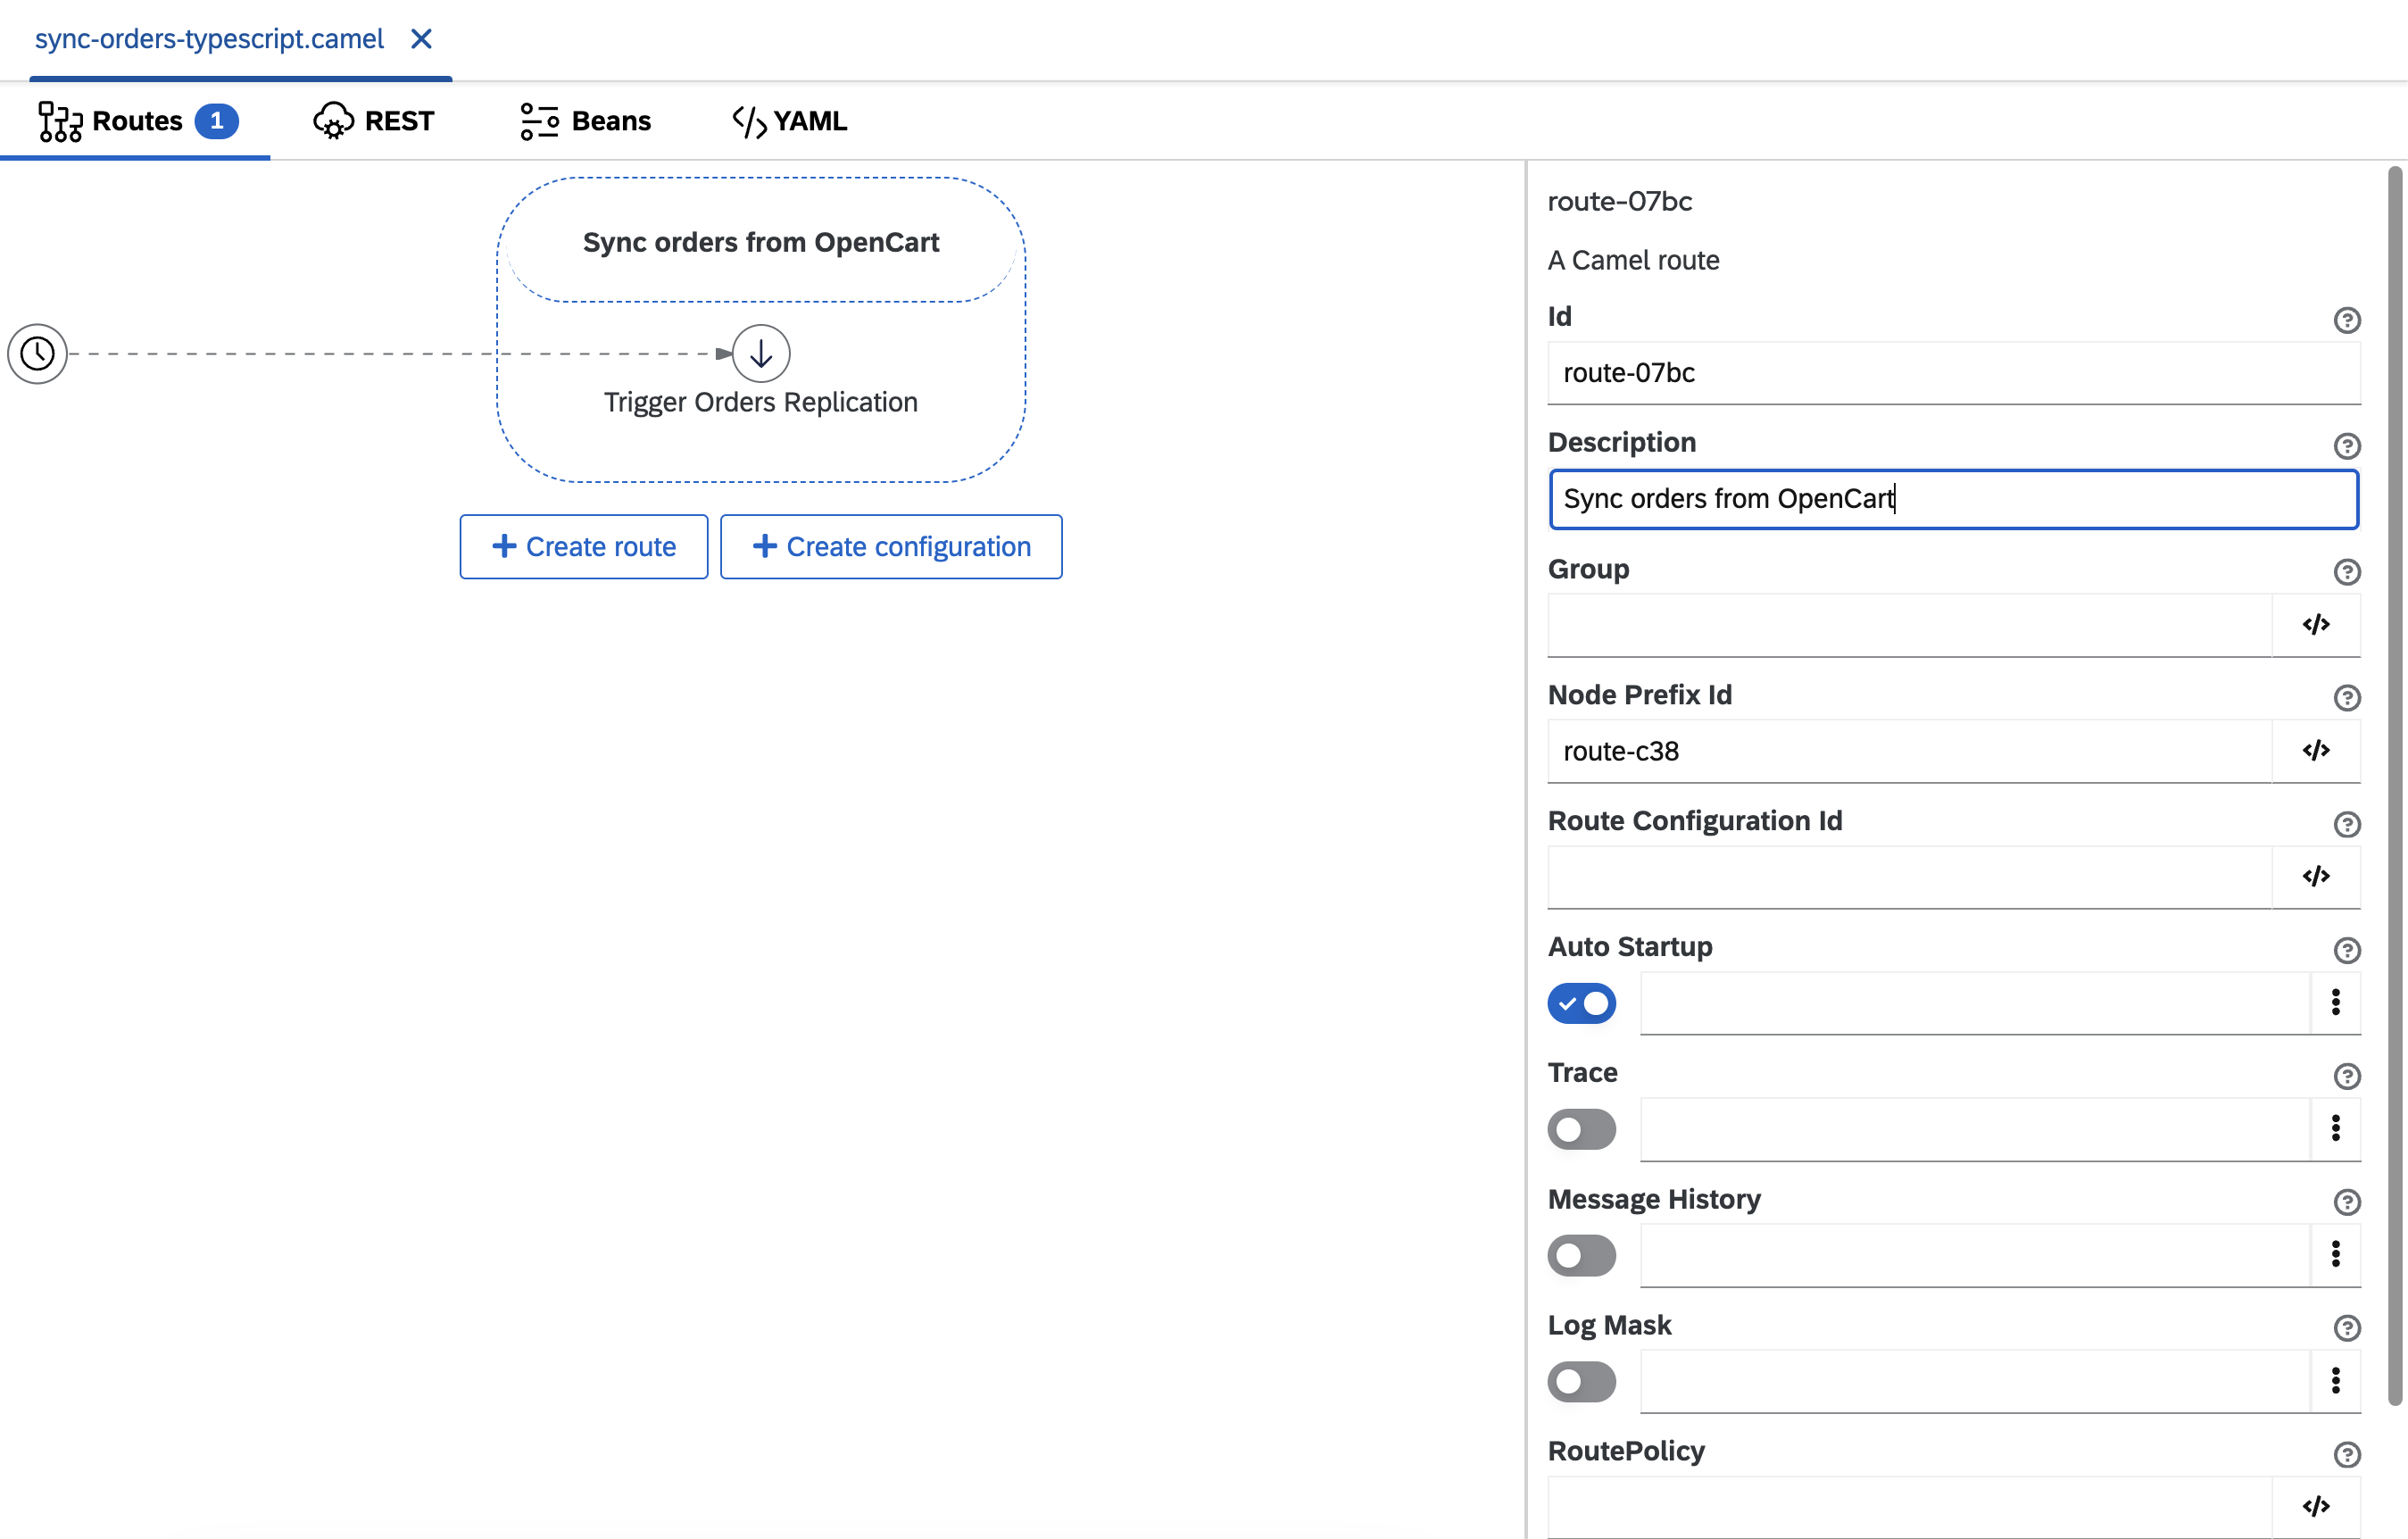 sync-orders-typescript.camel
Routes 1 REST Beans YAML
Sync orders from OpenCart
Trigger Orders Replication
Create route Create configuration
route-07bc
A Camel route
Id
route-07bc
Description
Sync orders from OpenCart
Group
Node Prefix Id
route-c38
Route Configuration Id
Auto Startup
Trace
Message History
Log Mask
RoutePolicy